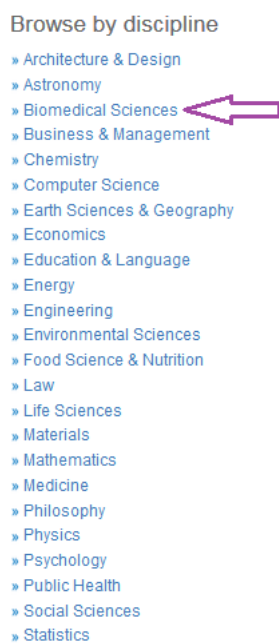 Browse by discipline
» Architecture & Design
» Astronomy
» Biomedical Sciences
» Business & Management
» Chemistry
» Computer Science
» Earth Sciences & Geography
» Economics
» Education & Language
» Energy
» Engineering
» Environmental Sciences
» Food Science & Nutrition
» Law
» Life Sciences
» Materials
» Mathematics
» Medicine
» Philosophy
» Physics
» Psychology
» Public Health
» Social Sciences
» Statistics